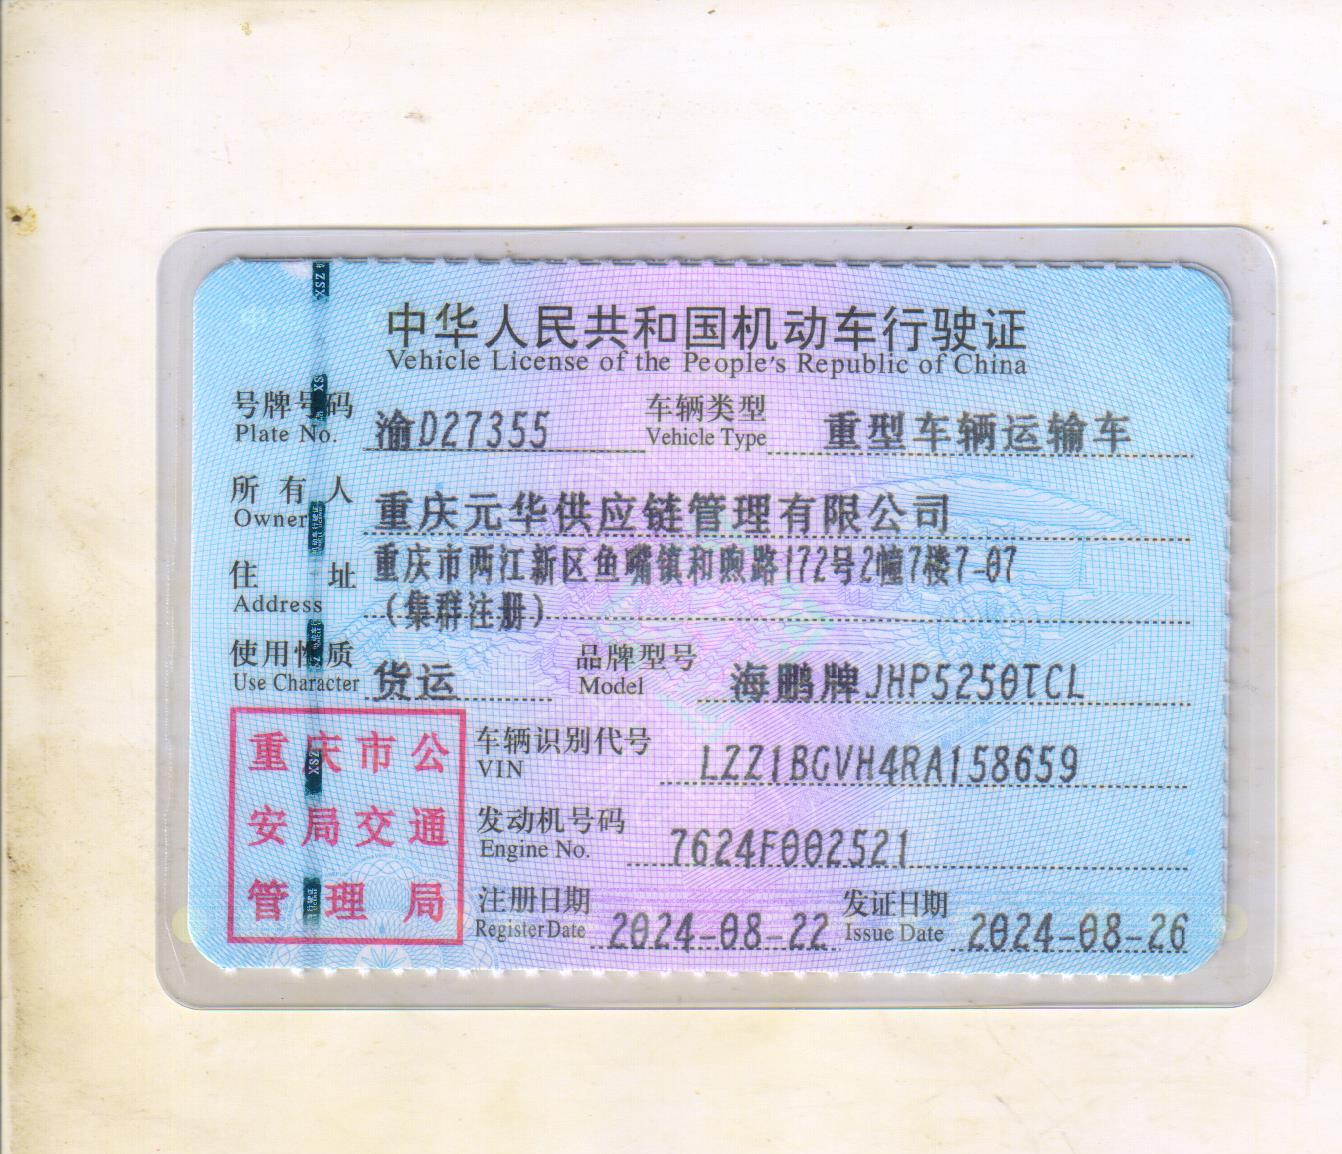 中华人民共和国机动车行驶证
Vehicle License of the People's Republic of China
号牌号码 渝D27355 车辆类型 重型车辆运输车
Plate No. Vehicle Type
所有人 重庆元华供应链管理有限公司
Owner
住址 重庆市两江新区鱼嘴镇和煦路172号2幢7楼7-07
Address (集群注册)
使用性质 货运 品牌型号 海鹏牌JHP5250TCL
Use Character Model
重庆市公
安局交通
管理局
车辆识别代号 LZZ1BGVH4RA158659
VIN
发动机号码 7624F002521
Engine No.
注册日期 2024-08-22 发证日期 2024-08-26
Register Date Issue Date